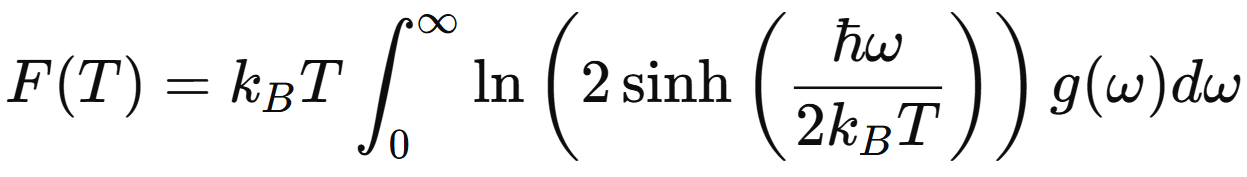 F(T) = k_B T ∫_0^∞ ln(2 sinh(ħω / 2k_B T)) g(ω)dω